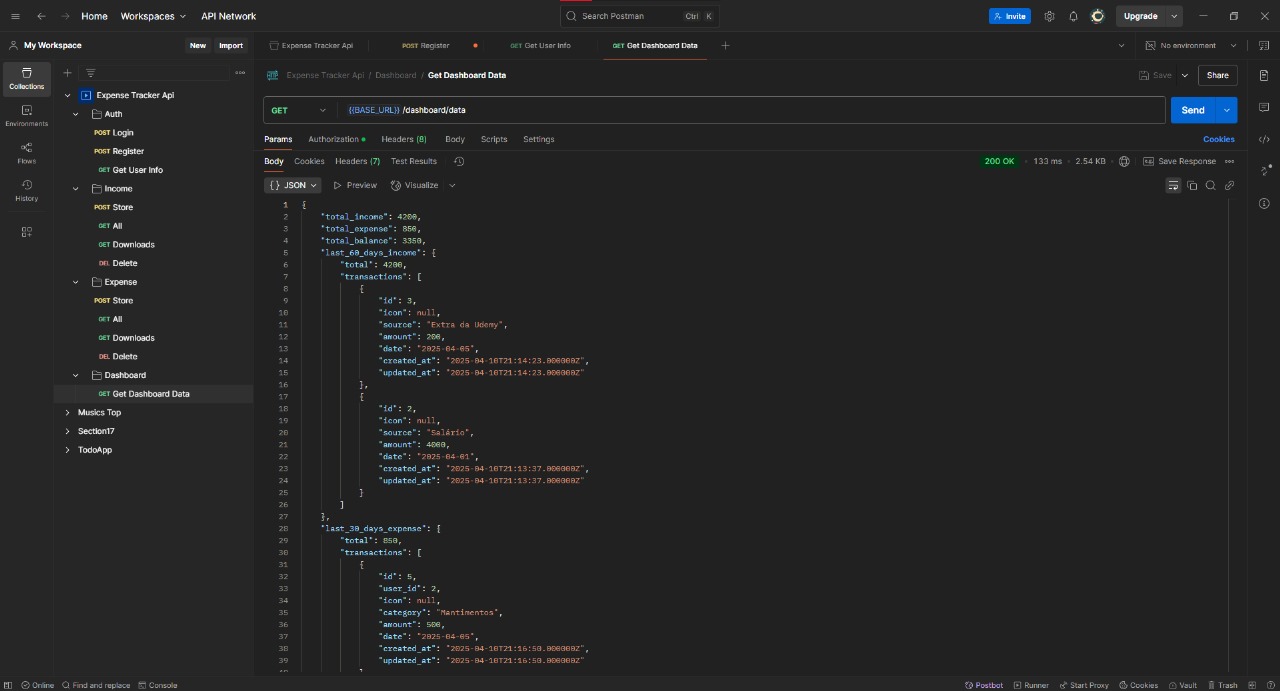 Home Workspaces API Network Search Postman Ctrl K Invite Upgrade
My Workspace New Import
Expense Tracker Api POST Register GET Get User Info GET Get Dashboard Data No environment
Collections
Environments
Flows
History
Expense Tracker Api
Auth
POST Login
POST Register
GET Get User Info
Income
POST Store
GET All
GET Downloads
DEL Delete
Expense
POST Store
GET All
GET Downloads
DEL Delete
Dashboard
GET Get Dashboard Data
Musics Top
Section17
TodoApp
Expense Tracker Api / Dashboard / Get Dashboard Data Save Share
GET {{BASE_URL}} /dashboard/data Send
Params Authorization Headers (8) Body Scripts Settings Cookies
Body Cookies Headers (7) Test Results 200 OK 133 ms 2.54 KB Save Response
{ } JSON Preview Visualize
1 {
2 "total_income": 4200,
3 "total_expense": 850,
4 "total_balance": 3350,
5 "last_60_days_income": {
6 "total": 4200,
7 "transactions": [
8 {
9 "id": 3,
10 "icon": null,
11 "source": "Extra da Udemy",
12 "amount": 200,
13 "date": "2025-04-05",
14 "created_at": "2025-04-10T21:14:23.000000Z",
15 "updated_at": "2025-04-10T21:14:23.000000Z"
16 },
17 {
18 "id": 2,
19 "icon": null,
20 "source": "Salário",
21 "amount": 4000,
22 "date": "2025-04-01",
23 "created_at": "2025-04-10T21:13:37.000000Z",
24 "updated_at": "2025-04-10T21:13:37.000000Z"
25 }
26 ]
27 },
28 "last_30_days_expense": {
29 "total": 850,
30 "transactions": [
31 {
32 "id": 5,
33 "user_id": 2,
34 "icon": null,
35 "category": "Mantimentos",
36 "amount": 500,
37 "date": "2025-04-05",
38 "created_at": "2025-04-10T21:16:50.000000Z",
39 "updated_at": "2025-04-10T21:16:50.000000Z"
Online Find and replace Console Postbot Runner Start Proxy Cookies Vault Trash